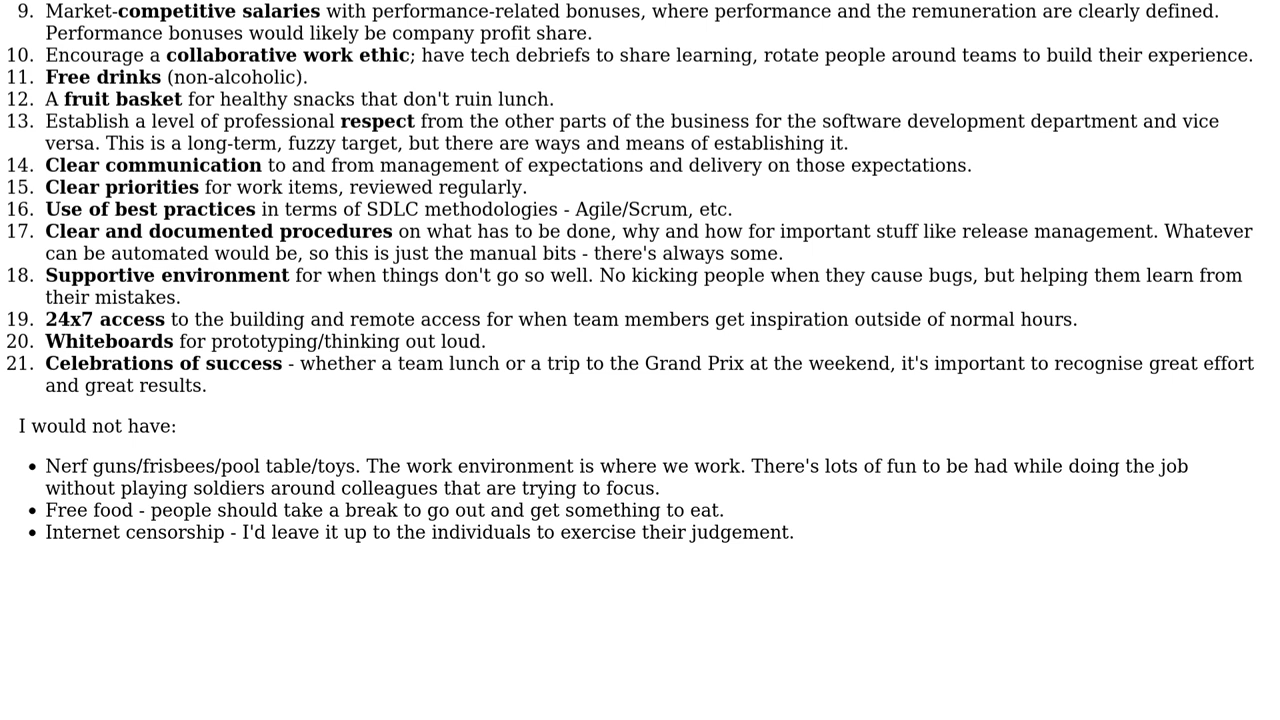 9. Market-competitive salaries with performance-related bonuses, where performance and the remuneration are clearly defined.
Performance bonuses would likely be company profit share.
10. Encourage a collaborative work ethic; have tech debriefs to share learning, rotate people around teams to build their experience.
11. Free drinks (non-alcoholic).
12. A fruit basket for healthy snacks that don't ruin lunch.
13. Establish a level of professional respect from the other parts of the business for the software development department and vice
versa. This is a long-term, fuzzy target, but there are ways and means of establishing it.
14. Clear communication to and from management of expectations and delivery on those expectations.
15. Clear priorities for work items, reviewed regularly.
16. Use of best practices in terms of SDLC methodologies - Agile/Scrum, etc.
17. Clear and documented procedures on what has to be done, why and how for important stuff like release management. Whatever
can be automated would be, so this is just the manual bits - there's always some.
18. Supportive environment for when things don't go so well. No kicking people when they cause bugs, but helping them learn from
their mistakes.
19. 24x7 access to the building and remote access for when team members get inspiration outside of normal hours.
20. Whiteboards for prototyping/thinking out loud.
21. Celebrations of success - whether a team lunch or a trip to the Grand Prix at the weekend, it's important to recognise great effort
and great results.
I would not have:
• Nerf guns/frisbees/pool table/toys. The work environment is where we work. There's lots of fun to be had while doing the job
without playing soldiers around colleagues that are trying to focus.
• Free food - people should take a break to go out and get something to eat.
• Internet censorship - I'd leave it up to the individuals to exercise their judgement.